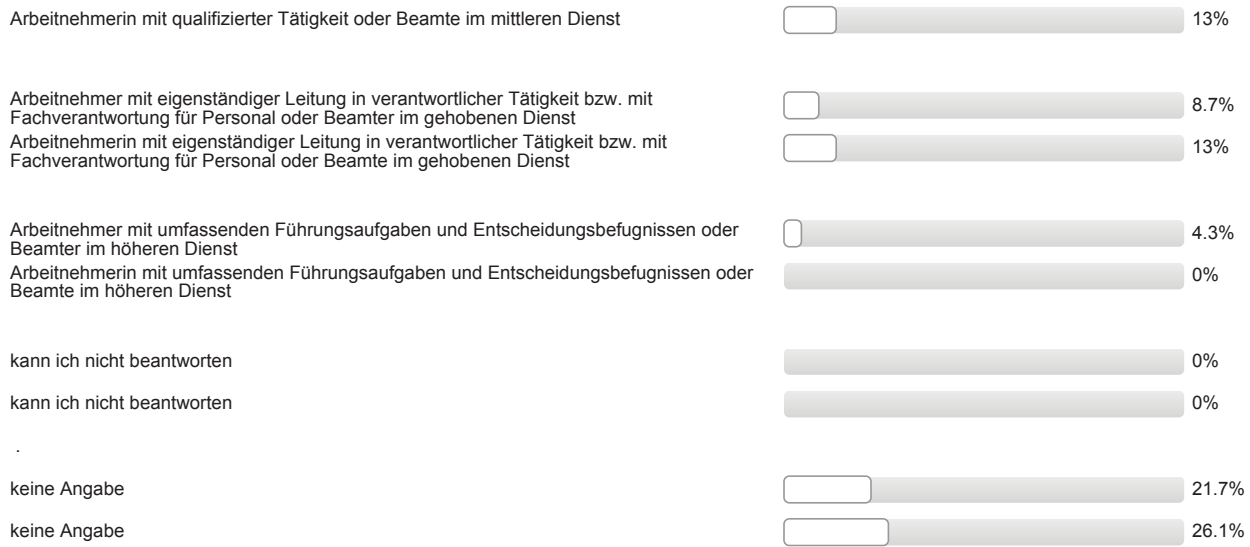 Arbeitnehmerin mit qualifizierter Tätigkeit oder Beamte im mittleren Dienst 13%
Arbeitnehmer mit eigenständiger Leitung in verantwortlicher Tätigkeit bzw. mit
Fachverantwortung für Personal oder Beamter im gehobenen Dienst 8.7%
Arbeitnehmerin mit eigenständiger Leitung in verantwortlicher Tätigkeit bzw. mit
Fachverantwortung für Personal oder Beamte im gehobenen Dienst 13%
Arbeitnehmer mit umfassenden Führungsaufgaben und Entscheidungsbefugnissen oder
Beamter im höheren Dienst 4.3%
Arbeitnehmerin mit umfassenden Führungsaufgaben und Entscheidungsbefugnissen oder
Beamte im höheren Dienst 0%
kann ich nicht beantworten 0%
kann ich nicht beantworten 0%
.
keine Angabe 21.7%
keine Angabe 26.1%